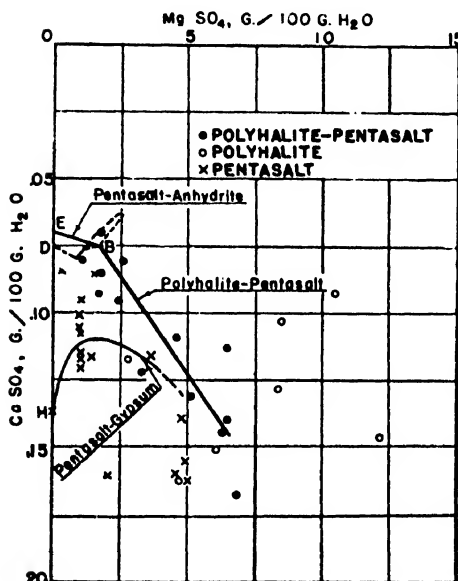 Mg SO4, G./ 100 G. H2O
0 5 10 15
POLYHALITE-PENTASALT
POLYHALITE
PENTASALT
.05
Pentasalt-Anhydrite
E
D
B
Polyhalite-Pentasalt
.10
H
Pentasalt-Gypsum
.15
.20
Ca SO4, G./100 G. H2O